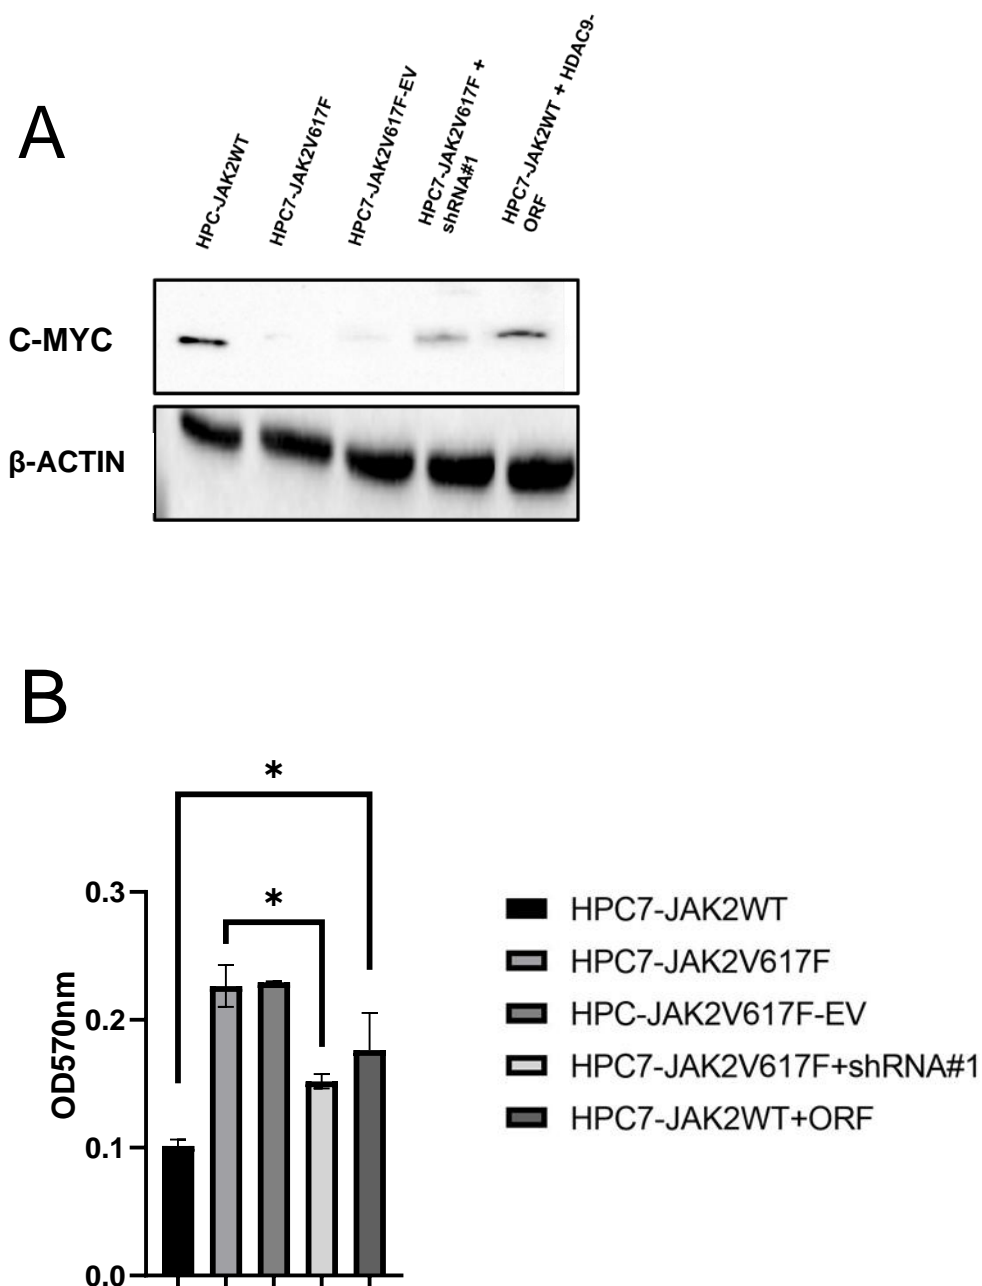 A
HPC-JAK2WT
HPC7-JAK2V617F
HPC7-JAK2V617F-EV
HPC7-JAK2V617F +
shRNA#1
HPC7-JAK2WT + HDAC9-
ORF
C-MYC
β-ACTIN
B
*
*
0.3
0.2
0.1
0.0
OD570nm
HPC7-JAK2WT
HPC7-JAK2V617F
HPC-JAK2V617F-EV
HPC7-JAK2V617F+shRNA#1
HPC7-JAK2WT+ORF